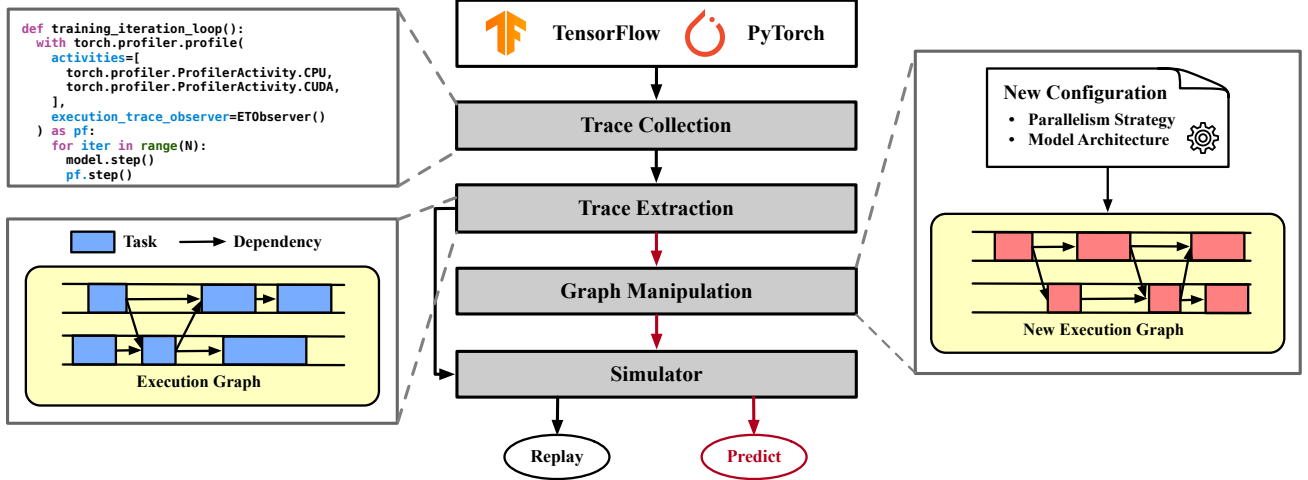 def training_iteration_loop():
with torch.profiler.profile(
activities=[
torch.profiler.ProfilerActivity.CPU,
torch.profiler.ProfilerActivity.CUDA,
],
execution_trace_observer=ETObserver()
) as pf:
for iter in range(N):
model.step()
pf.step()
TensorFlow
PyTorch
Trace Collection
Trace Extraction
Graph Manipulation
Simulator
Replay
Predict
Task
Dependency
Execution Graph
New Configuration
• Parallelism Strategy
• Model Architecture
New Execution Graph